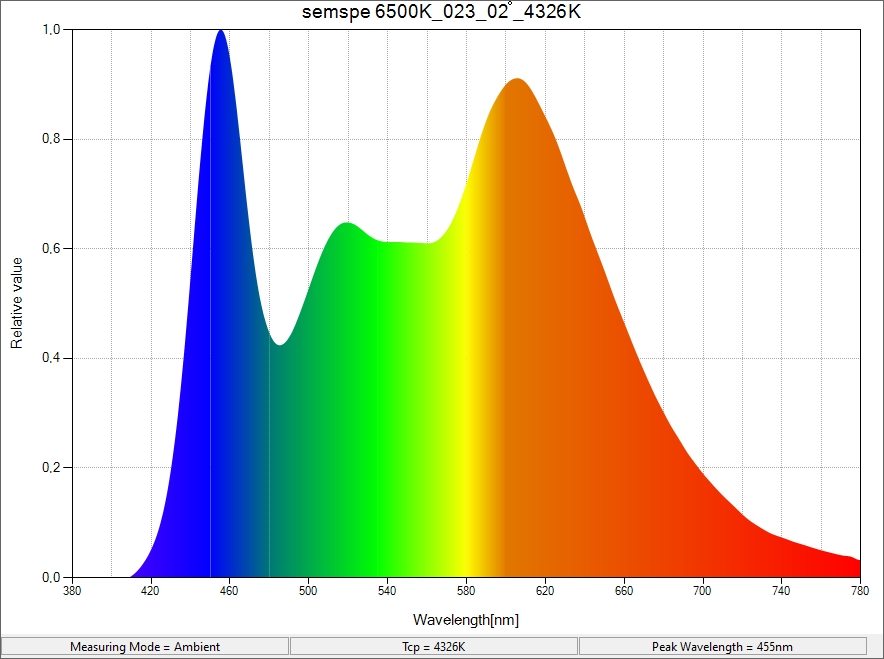 semspe 6500K_023_02°_4326K
1.0
0.8
0.6
0.4
0.2
0.0
Relative value
380 420 460 500 540 580 620 660 700 740 780
Wavelength[nm]
Measuring Mode = Ambient Tcp = 4326K Peak Wavelength = 455nm